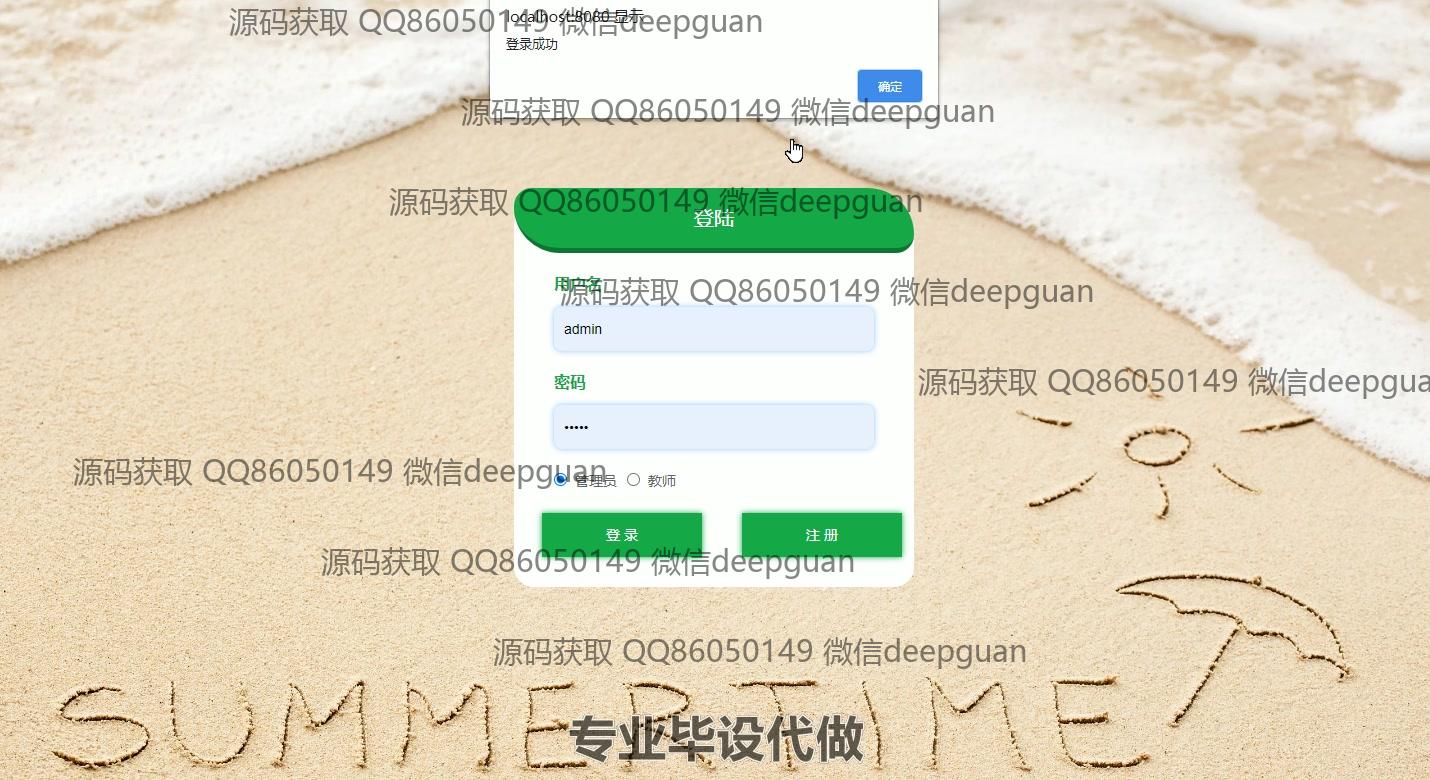 源码获取 QQ86050149 微信deepguan
localhost:8080 显示
登录成功
确定
源码获取 QQ86050149 微信deepguan
源码获取 QQ86050149 微信deepguan
登陆
用户名
源码获取 QQ86050149 微信deepguan
admin
源码获取 QQ86050149 微信deepgua
密码
•••••
源码获取 QQ86050149 微信deepguan
管理员 教师
登 录 注 册
源码获取 QQ86050149 微信deepguan
源码获取 QQ86050149 微信deepguan
SUMMERTIME
专业毕设代做